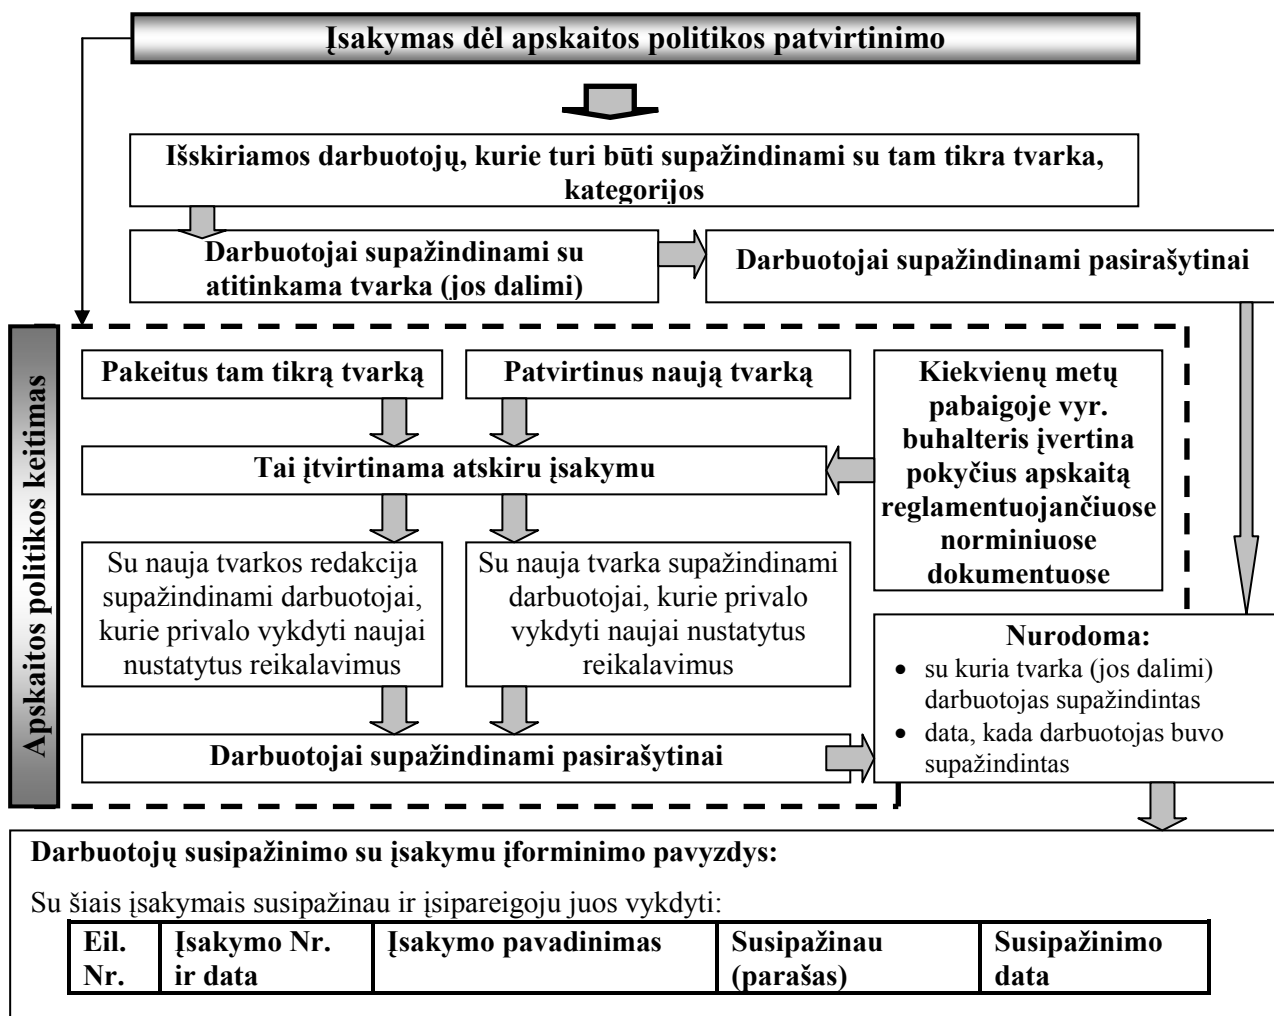 Įsakymas dėl apskaitos politikos patvirtinimo
Išskiriamos darbuotojų, kurie turi būti supažindinami su tam tikra tvarka,
kategorijos
Darbuotojai supažindinami su
atitinkama tvarka (jos dalimi)
Darbuotojai supažindinami pasirašytinai
Apskaitos politikos keitimas
Pakeitus tam tikrą tvarką
Patvirtinus naują tvarką
Kiekvienų metų
pabaigoje vyr.
buhalteris įvertina
pokyčius apskaitą
reglamentuojančiuose
norminiuose
dokumentuose
Tai įtvirtinama atskiru įsakymu
Su nauja tvarkos redakcija
supažindinami darbuotojai,
kurie privalo vykdyti naujai
nustatytus reikalavimus
Su nauja tvarka supažindinami
darbuotojai, kurie privalo
vykdyti naujai nustatytus
reikalavimus
Darbuotojai supažindinami pasirašytinai
Nurodoma:
• su kuria tvarka (jos dalimi)
darbuotojas supažindintas
• data, kada darbuotojas buvo
supažindintas
Darbuotojų susipažinimo su įsakymu įforminimo pavyzdys:
Su šiais įsakymais susipažinau ir įsipareigoju juos vykdyti:
Eil.
Nr.
Įsakymo Nr.
ir data
Įsakymo pavadinimas
Susipažinau
(parašas)
Susipažinimo
data